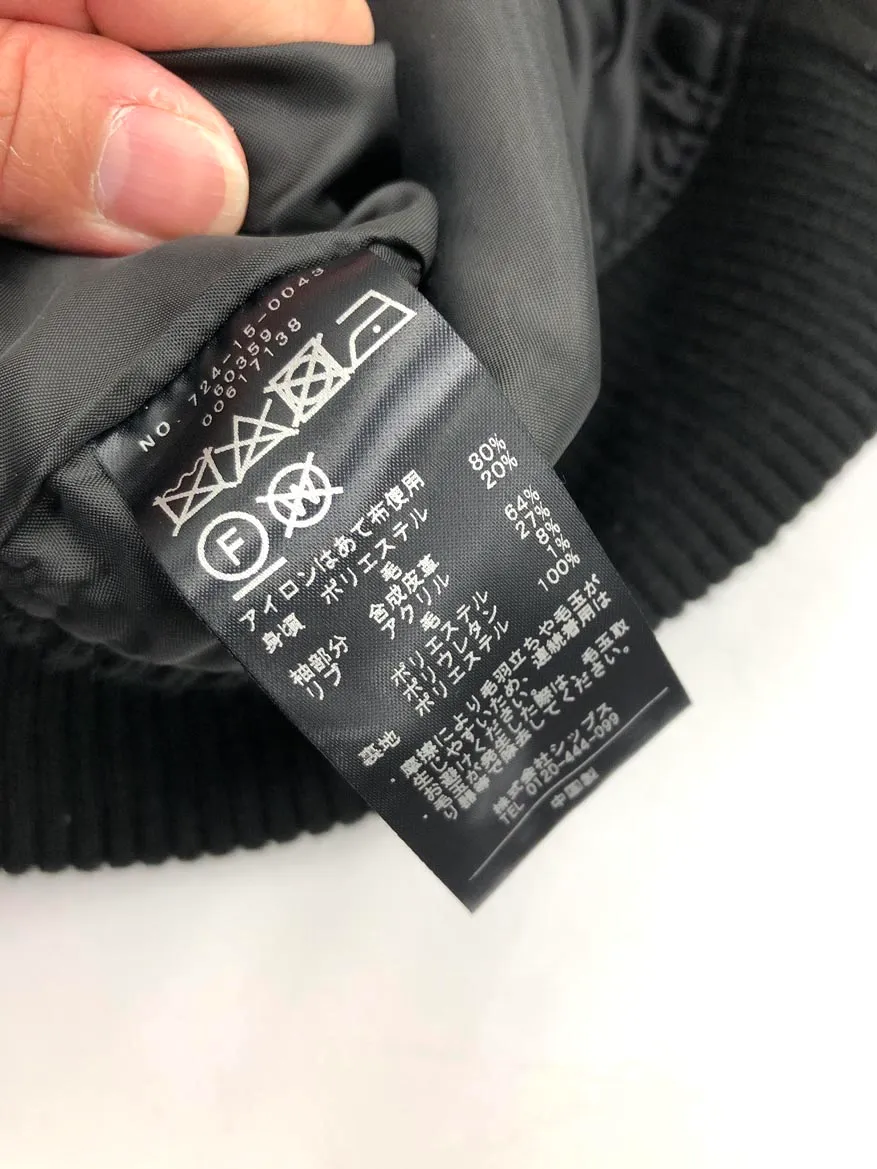 NO. 724-15-0043
060359
00617138
F
W
アイロンはあて布使用
身頃 ポリエステル 80%
毛 20%
袖部分 合成皮革
リブ アクリル 64%
毛 27%
ポリエステル 8%
ポリウレタン 1%
裏地 ポリエステル 100%
・摩擦により毛羽立ちや毛玉が
生じやすいため、連続着用は
お避けください。
・毛玉が発生した際は、毛玉取
り器等で除去してください。
株式会社シップス
TEL 0120-444-099
中国製